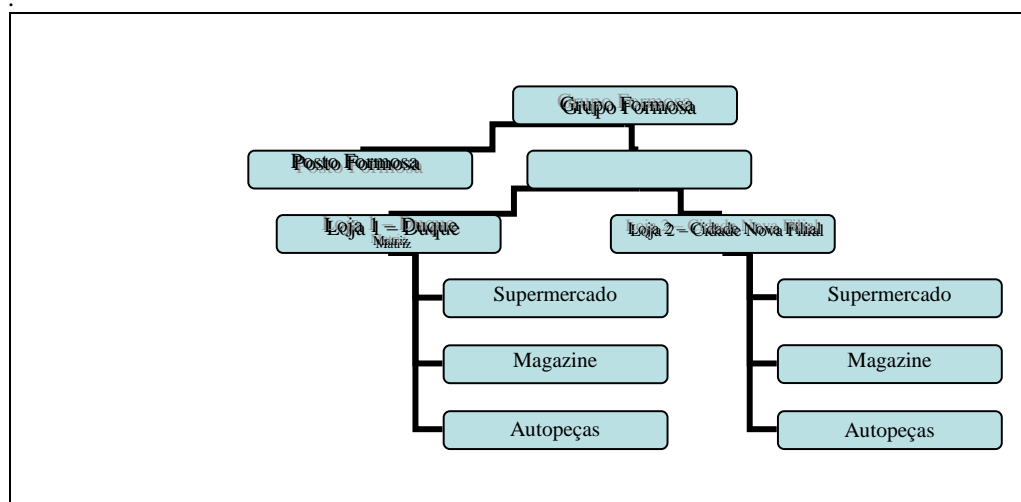 .
Grupo Formosa
Posto Formosa
Loja 1 – Duque
Matriz
Loja 2 – Cidade Nova Filial
Supermercado
Supermercado
Magazine
Magazine
Autopeças
Autopeças